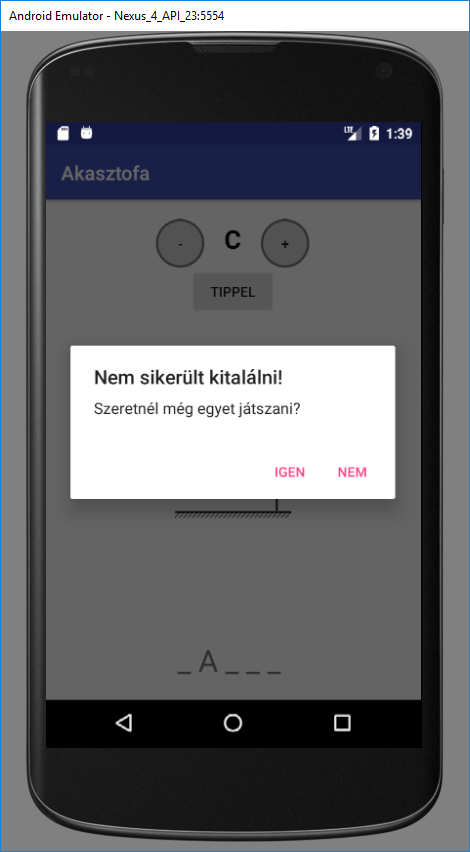 Android Emulator - Nexus_4_API_23:5554
LTE 1:39
Akasztofa
- C +
TIPPEL
Nem sikerült kitalálni!
Szeretnél még egyet játszani?
IGEN NEM
_ A _ _ _